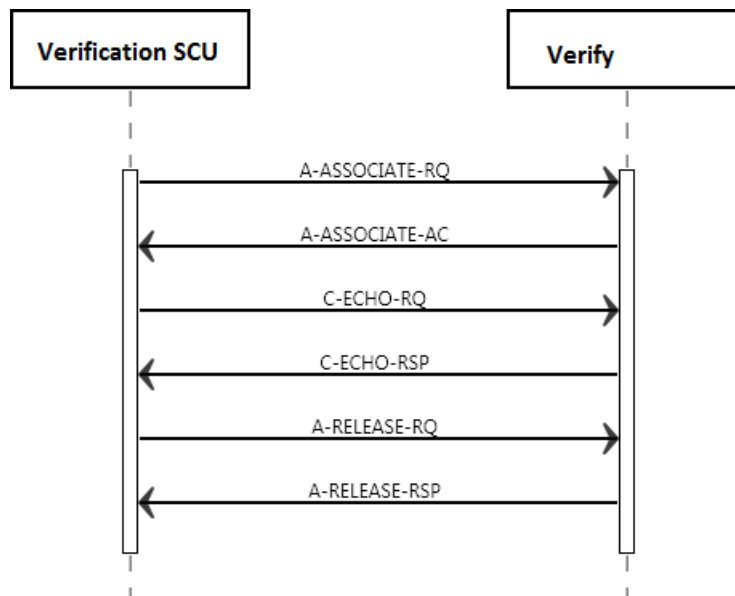 Verification SCU
Verify
A-ASSOCIATE-RQ
A-ASSOCIATE-AC
C-ECHO-RQ
C-ECHO-RSP
A-RELEASE-RQ
A-RELEASE-RSP